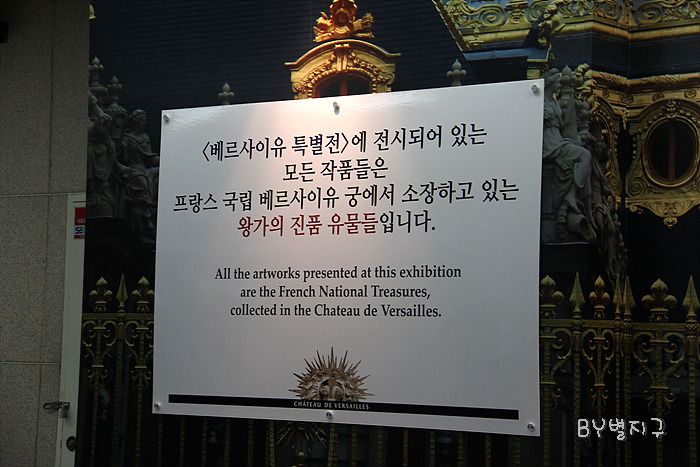 〈베르사이유 특별전〉에 전시되어 있는
모든 작품들은
프랑스 국립 베르사이유 궁에서 소장하고 있는
왕가의 진품 유물들입니다.
All the artworks presented at this exhibition
are the French National Treasures,
collected in the Chateau de Versailles.
CHÂTEAU DE VERSAILLES
BY별지구